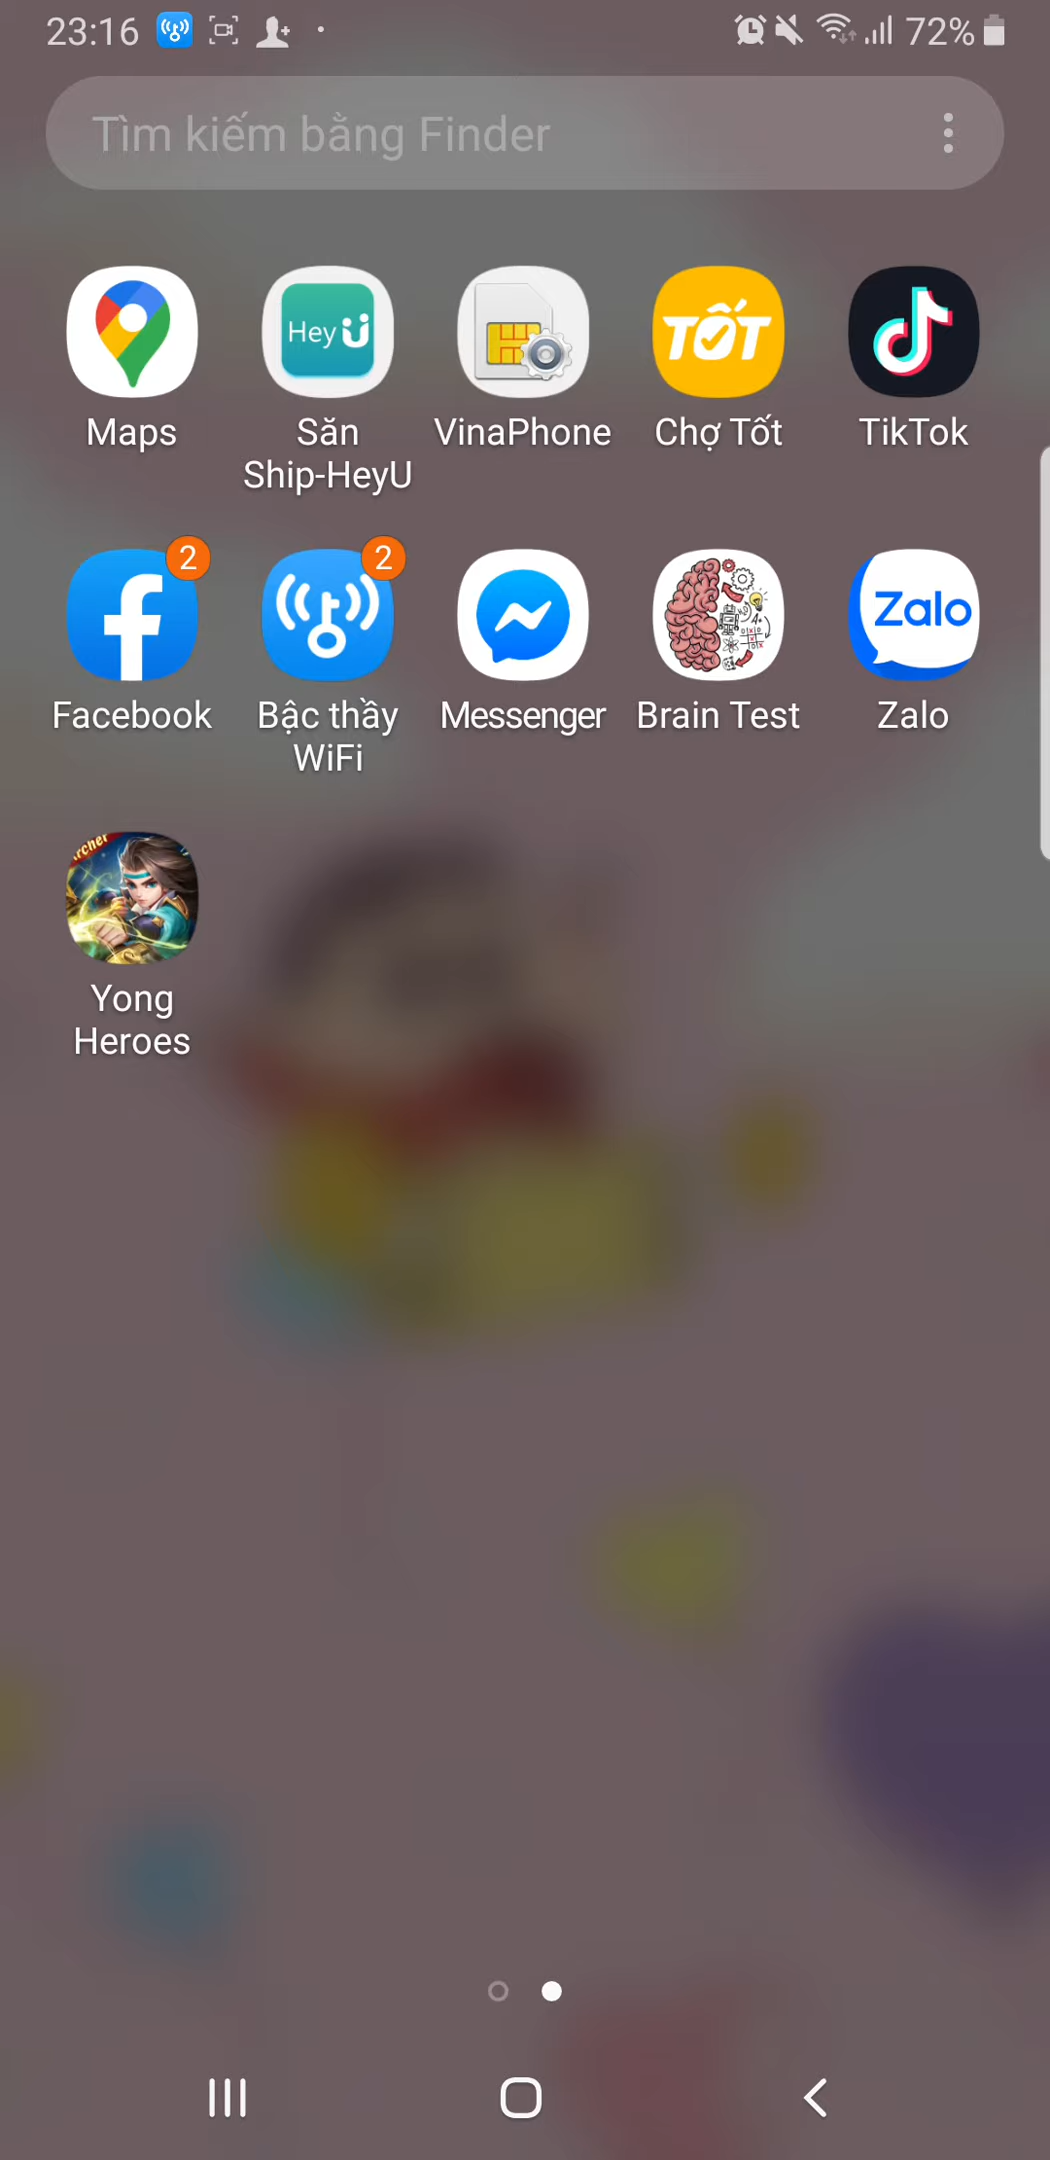 23:16 72%
Tìm kiếm bằng Finder
Hey U
TỐT
Maps
Săn
Ship-HeyU
VinaPhone
Chợ Tốt
TikTok
2
2
Zalo
Facebook
Bậc thầy
WiFi
Messenger
Brain Test
Zalo
rcher
Yong
Heroes